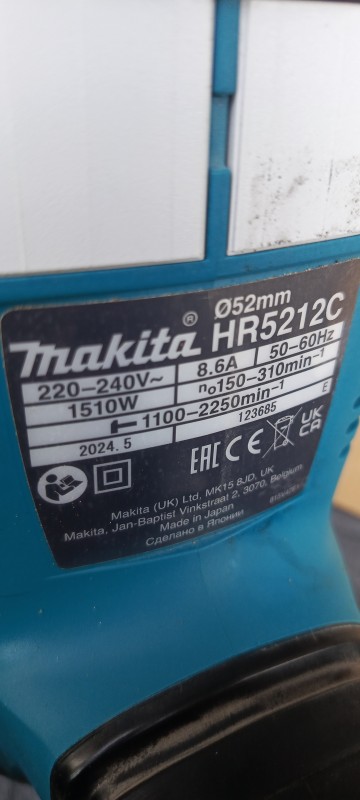 Ø52mm
makita ® HR5212C
220–240V~ 8.6A 50–60Hz
1510W n₀150–310min⁻¹
1100–2250min⁻¹
2024.5 123685 E
EAC CE UK CA
Makita (UK) Ltd, MK15 8JD, UK
Makita, Jan-Baptist Vinkstraat 2, 3070, Belgium
Made in Japan
Сделано в Японии